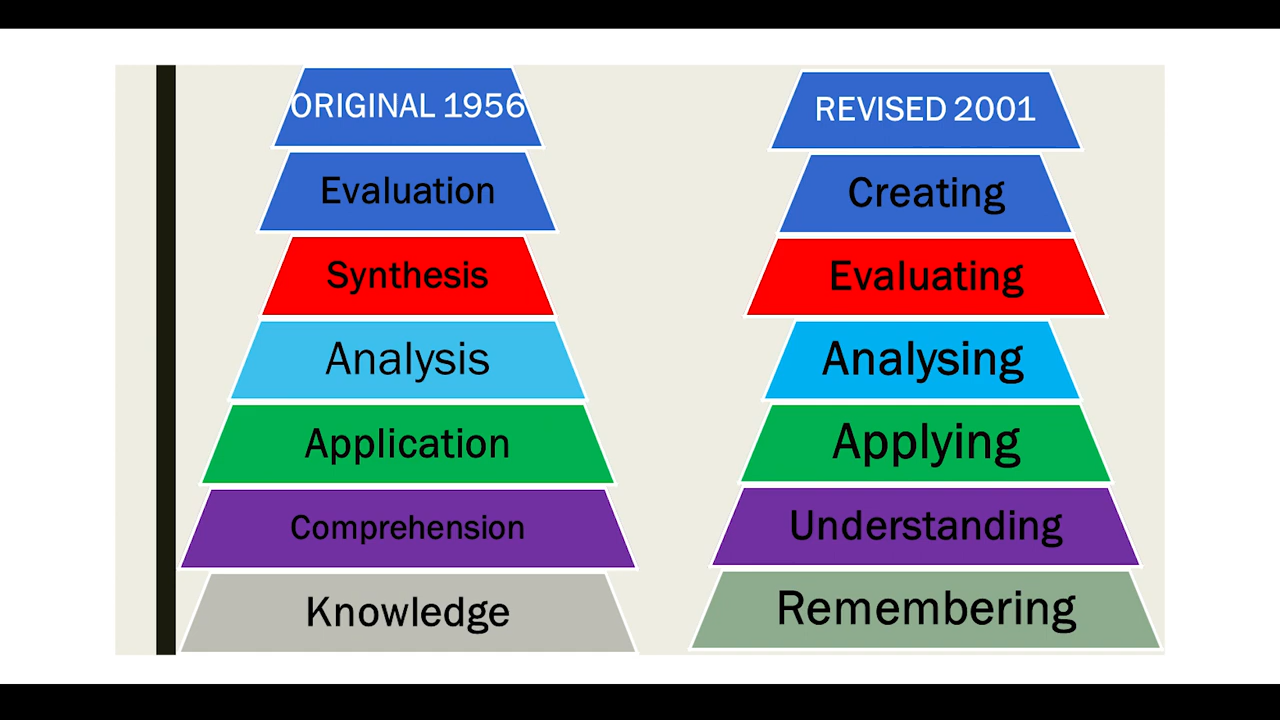 ORIGINAL 1956
Evaluation
Synthesis
Analysis
Application
Comprehension
Knowledge
REVISED 2001
Creating
Evaluating
Analysing
Applying
Understanding
Remembering